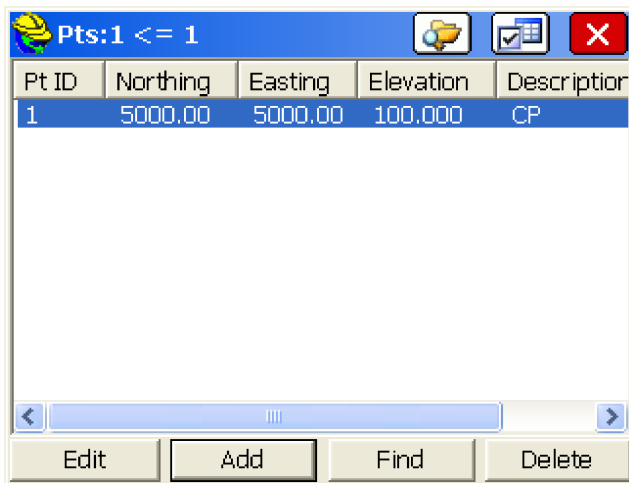 Pts:1 <= 1
Pt ID Northing Easting Elevation Description
1 5000.00 5000.00 100.000 CP
Edit Add Find Delete